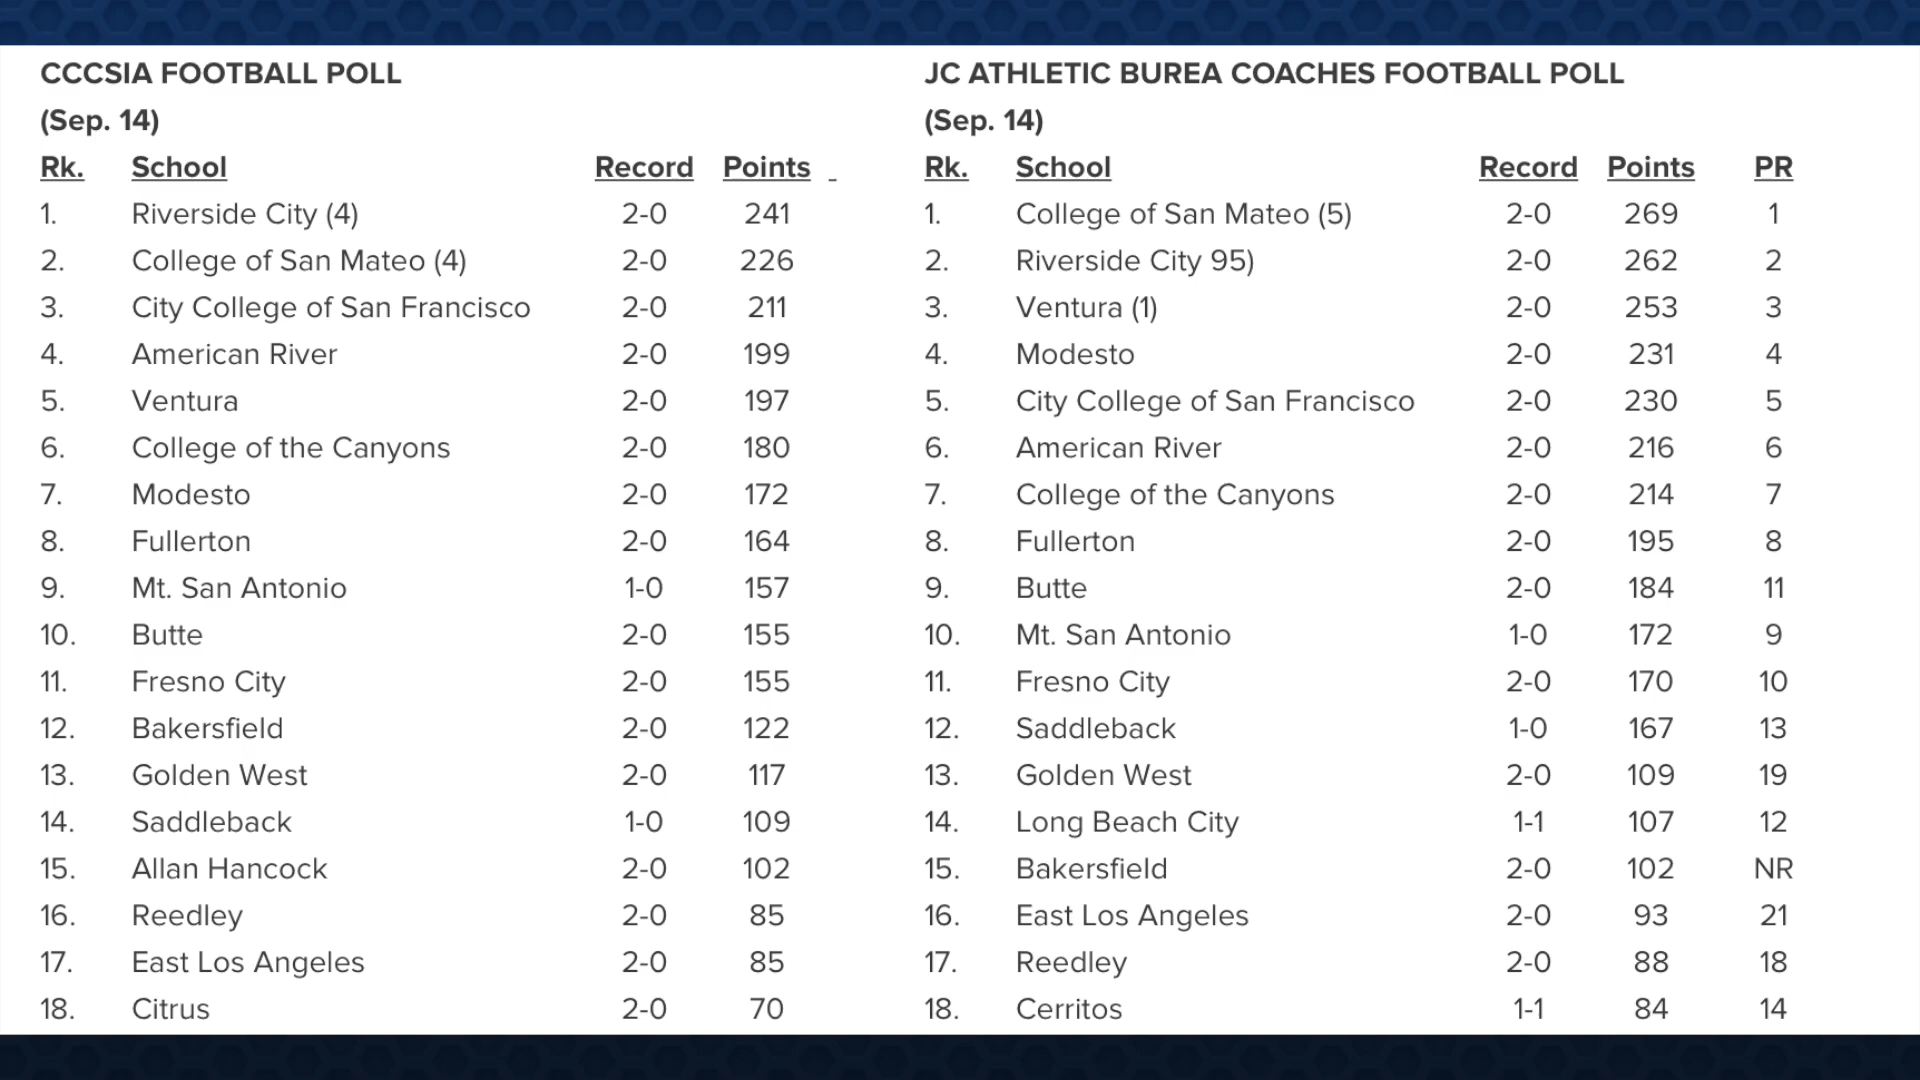 CCCSIA FOOTBALL POLL
(Sep. 14)
Rk. School Record Points _
1. Riverside City (4) 2-0 241
2. College of San Mateo (4) 2-0 226
3. City College of San Francisco 2-0 211
4. American River 2-0 199
5. Ventura 2-0 197
6. College of the Canyons 2-0 180
7. Modesto 2-0 172
8. Fullerton 2-0 164
9. Mt. San Antonio 1-0 157
10. Butte 2-0 155
11. Fresno City 2-0 155
12. Bakersfield 2-0 122
13. Golden West 2-0 117
14. Saddleback 1-0 109
15. Allan Hancock 2-0 102
16. Reedley 2-0 85
17. East Los Angeles 2-0 85
18. Citrus 2-0 70
JC ATHLETIC BUREA COACHES FOOTBALL POLL
(Sep. 14)
Rk. School Record Points PR
1. College of San Mateo (5) 2-0 269 1
2. Riverside City 95) 2-0 262 2
3. Ventura (1) 2-0 253 3
4. Modesto 2-0 231 4
5. City College of San Francisco 2-0 230 5
6. American River 2-0 216 6
7. College of the Canyons 2-0 214 7
8. Fullerton 2-0 195 8
9. Butte 2-0 184 11
10. Mt. San Antonio 1-0 172 9
11. Fresno City 2-0 170 10
12. Saddleback 1-0 167 13
13. Golden West 2-0 109 19
14. Long Beach City 1-1 107 12
15. Bakersfield 2-0 102 NR
16. East Los Angeles 2-0 93 21
17. Reedley 2-0 88 18
18. Cerritos 1-1 84 14